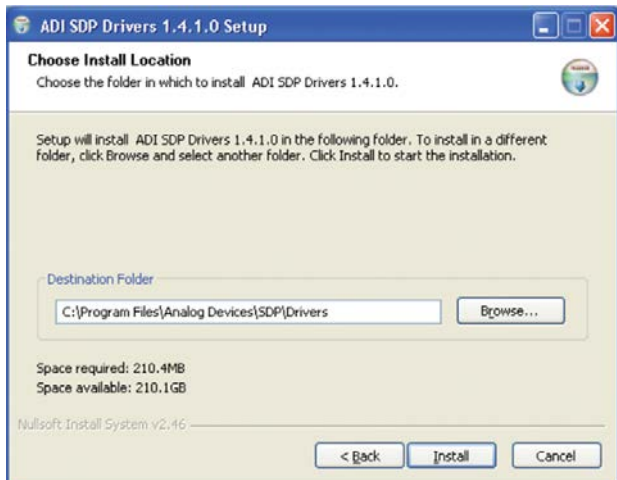 ADI SDP Drivers 1.4.1.0 Setup
Choose Install Location
Choose the folder in which to install ADI SDP Drivers 1.4.1.0.
Setup will install ADI SDP Drivers 1.4.1.0 in the following folder. To install in a different
folder, click Browse and select another folder. Click Install to start the installation.
Destination Folder
C:\Program Files\Analog Devices\SDP\Drivers
Browse...
Space required: 210.4MB
Space available: 210.1GB
Nullsoft Install System v2.46
< Back
Install
Cancel